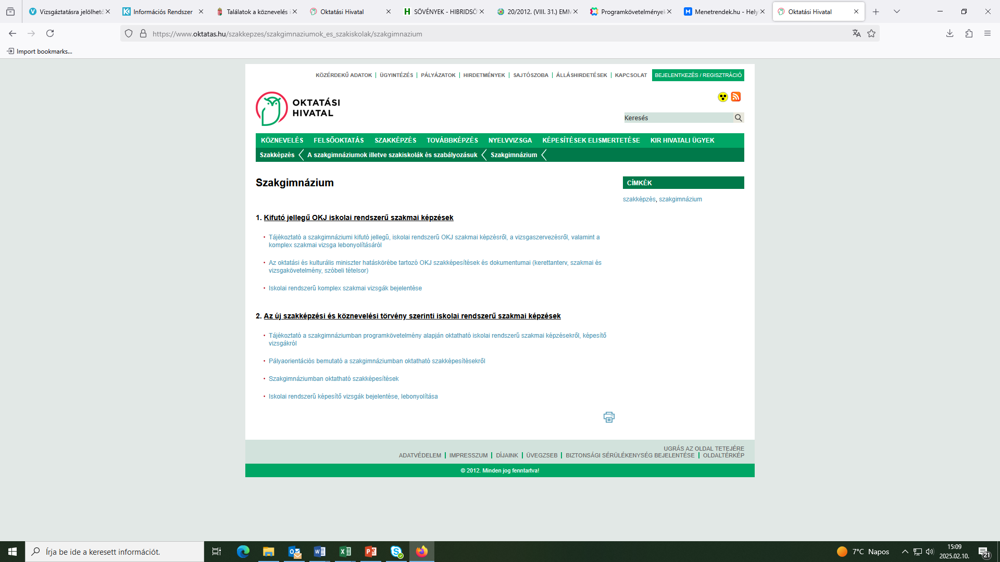 Vizsgáztatásra jelölhető
Információs Rendszer
Találatok a köznevelés i
Oktatási Hivatal
SÖVÉNYEK - HIBRIDSÖ
20/2012. (VIII. 31.) EMM
Programkövetelmények
Menetrendek.hu - Hely
Oktatási Hivatal
https://www.oktatas.hu/szakkepzes/szakgimnaziumok_es_szakiskolak/szakgimnazium
Import bookmarks...
KÖZÉRDEKŰ ADATOK | ÜGYINTÉZÉS | PÁLYÁZATOK | HIRDETMÉNYEK | SAJTÓSZOBA | ÁLLÁSHIRDETÉSEK | KAPCSOLAT BEJELENTKEZÉS / REGISZTRÁCIÓ
OKTATÁSI
HIVATAL
Keresés
KÖZNEVELÉS FELSŐOKTATÁS SZAKKÉPZÉS TOVÁBBKÉPZÉS NYELVVIZSGA KÉPESÍTÉSEK ELISMERTETÉSE KIR HIVATALI ÜGYEK
Szakképzés A szakgimnáziumok illetve szakiskolák és szabályozásuk Szakgimnázium
Szakgimnázium
CÍMKÉK
szakképzés, szakgimnázium
1. Kifutó jellegű OKJ iskolai rendszerű szakmai képzések
• Tájékoztató a szakgimnáziumi kifutó jellegű, iskolai rendszerű OKJ szakmai képzésről, a vizsgaszervezésről, valamint a
komplex szakmai vizsga lebonyolításáról
• Az oktatási és kulturális miniszter hatáskörébe tartozó OKJ szakképesítések és dokumentumai (kerettanterv, szakmai és
vizsgakövetelmény, szóbeli tételsor)
• Iskolai rendszerű komplex szakmai vizsgák bejelentése
2. Az új szakképzési és köznevelési törvény szerinti iskolai rendszerű szakmai képzések
• Tájékoztató a szakgimnáziumban programkövetelmény alapján oktatható iskolai rendszerű szakmai képzésekről, képesítő
vizsgákról
• Pályaorientációs bemutató a szakgimnáziumban oktatható szakképesítésekről
• Szakgimnáziumban oktatható szakképesítések
• Iskolai rendszerű képesítő vizsgák bejelentése, lebonyolítása
UGRÁS AZ OLDAL TETEJÉRE
ADATVÉDELEM | IMPRESSZUM | DÍJAINK | ÜVEGZSEB | BIZTONSÁGI SÉRÜLÉKENYSÉG BEJELENTÉSE | OLDALTÉRKÉP
© 2012. Minden jog fenntartva!
Írja be ide a keresett információt.
7°C Napos
15:09
2025.02.10.
21